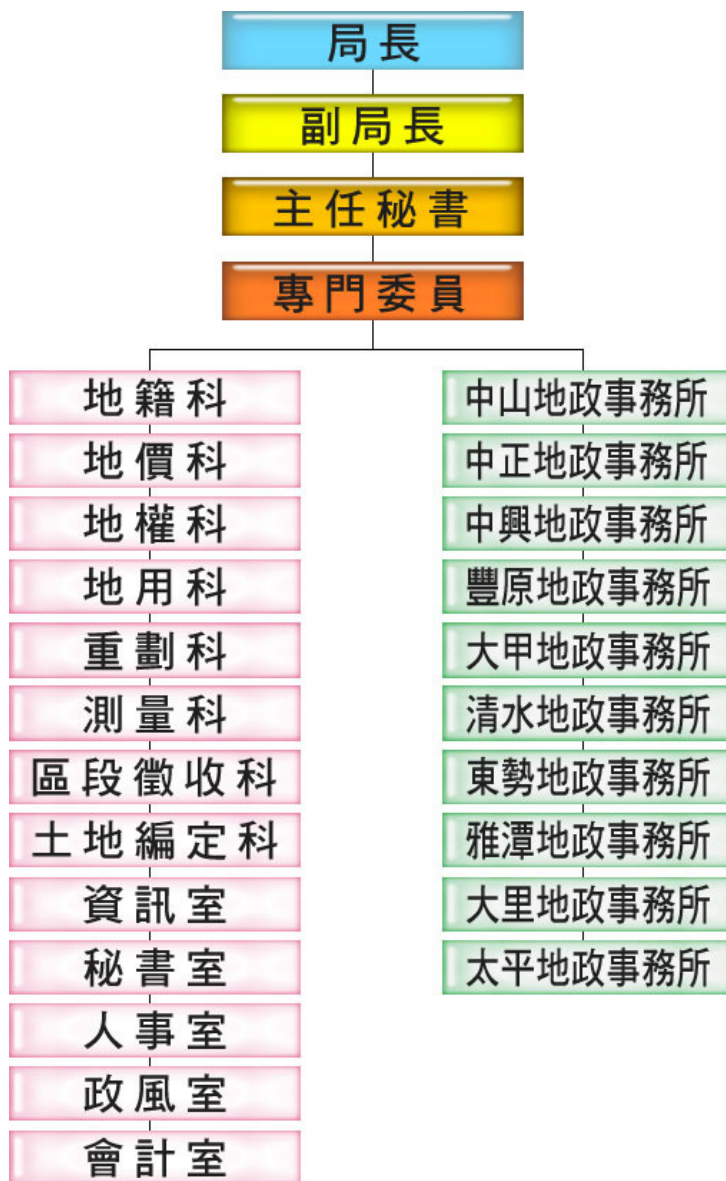 局長
副局長
主任秘書
專門委員
地籍科
地價科
地權科
地用科
重劃科
測量科
區段徵收科
土地編定科
資訊室
秘書室
人事室
政風室
會計室
中山地政事務所
中正地政事務所
中興地政事務所
豐原地政事務所
大甲地政事務所
清水地政事務所
東勢地政事務所
雅潭地政事務所
大里地政事務所
太平地政事務所